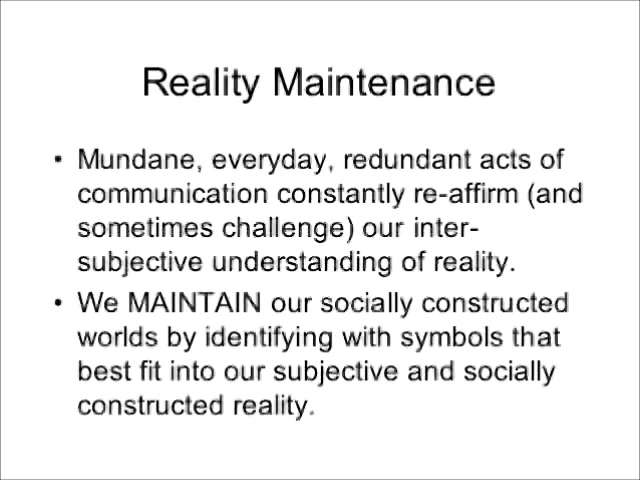 Reality Maintenance
• Mundane, everyday, redundant acts of
communication constantly re-affirm (and
sometimes challenge) our inter-
subjective understanding of reality.
• We MAINTAIN our socially constructed
worlds by identifying with symbols that
best fit into our subjective and socially
constructed reality.